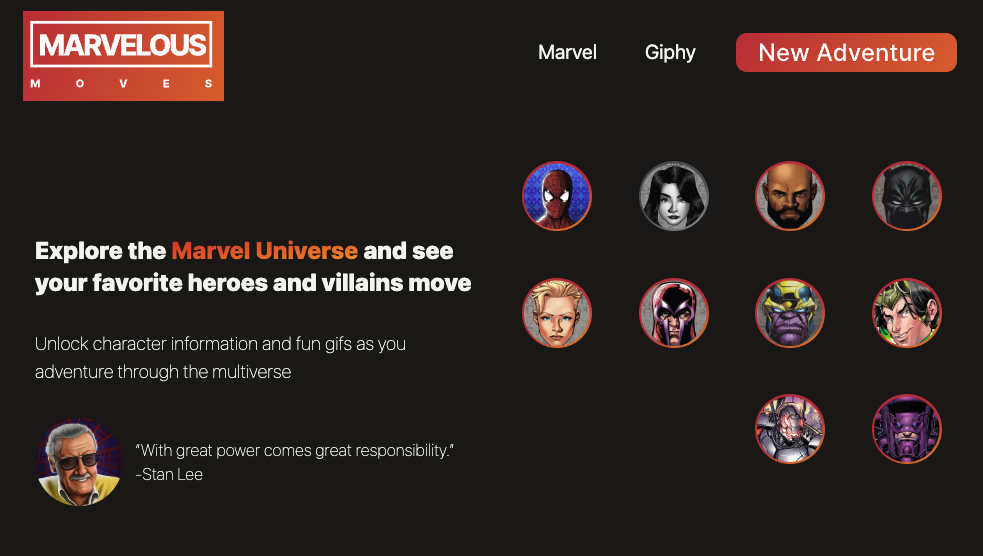 MARVELOUS
M O V E S
Marvel
Giphy
New Adventure
Explore the Marvel Universe and see
your favorite heroes and villains move
Unlock character information and fun gifs as you
adventure through the multiverse
“With great power comes great responsibility.”
-Stan Lee